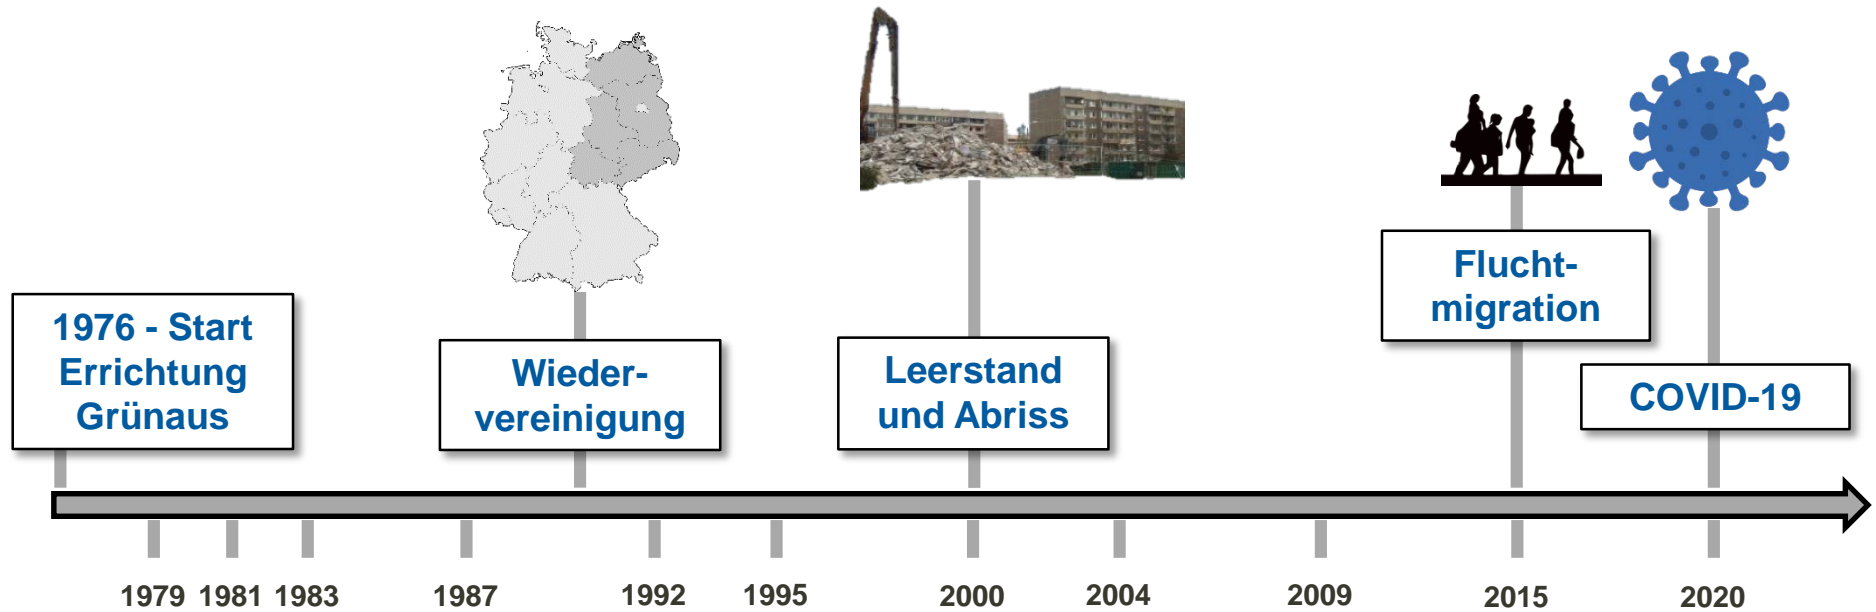 1976 - Start
Errichtung
Grünaus
Wieder-
vereinigung
Leerstand
und Abriss
Flucht-
migration
COVID-19
1979 1981 1983 1987 1992 1995 2000 2004 2009 2015 2020